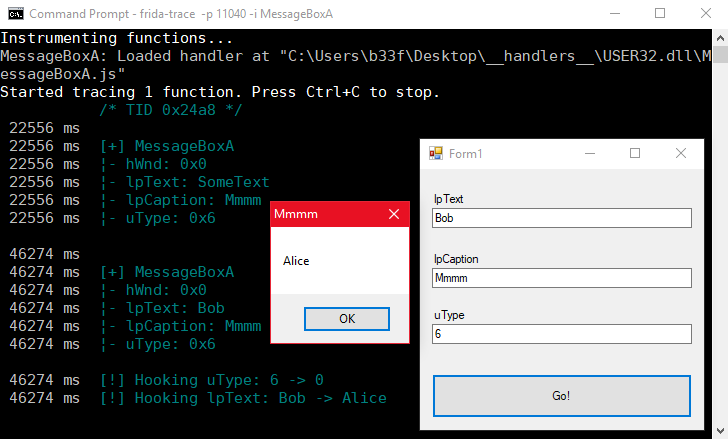 Command Prompt - frida-trace  -p 11040 -i MessageBoxA
Instrumenting functions...
MessageBoxA: Loaded handler at "C:\Users\b33f\Desktop\__handlers__\USER32.dll\M
essageBoxA.js"
Started tracing 1 function. Press Ctrl+C to stop.
/* TID 0x24a8 */
22556 ms
22556 ms  [+] MessageBoxA
22556 ms  ¦- hWnd: 0x0
22556 ms  ¦- lpText: SomeText
22556 ms  ¦- lpCaption: Mmmm
22556 ms  ¦- uType: 0x6
46274 ms
46274 ms  [+] MessageBoxA
46274 ms  ¦- hWnd: 0x0
46274 ms  ¦- lpText: Bob
46274 ms  ¦- lpCaption: Mmmm
46274 ms  ¦- uType: 0x6
46274 ms  [!] Hooking uType: 6 -> 0
46274 ms  [!] Hooking lpText: Bob -> Alice
Mmmm
Alice
OK
Form1
lpText
Bob
lpCaption
Mmmm
uType
6
Go!